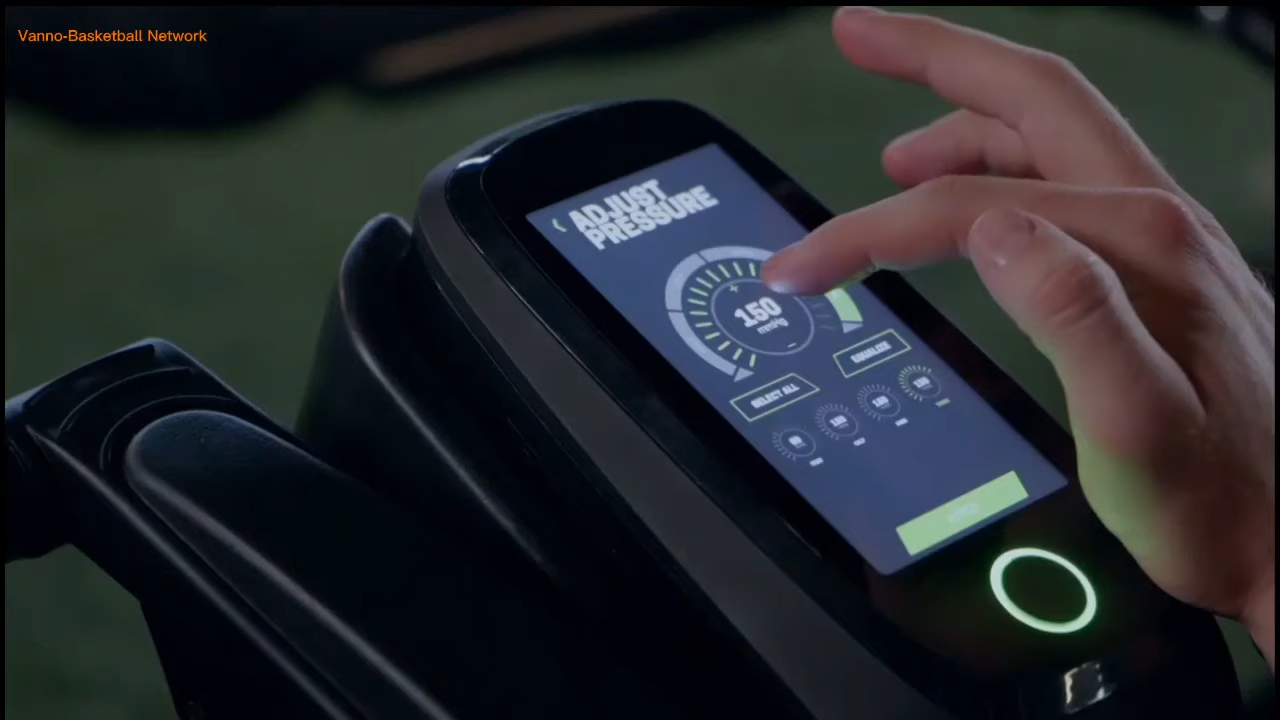 Vanno-Basketball Network
ADJUST
PRESSURE
150
mmHg
EQUALIZE
SELECT ALL